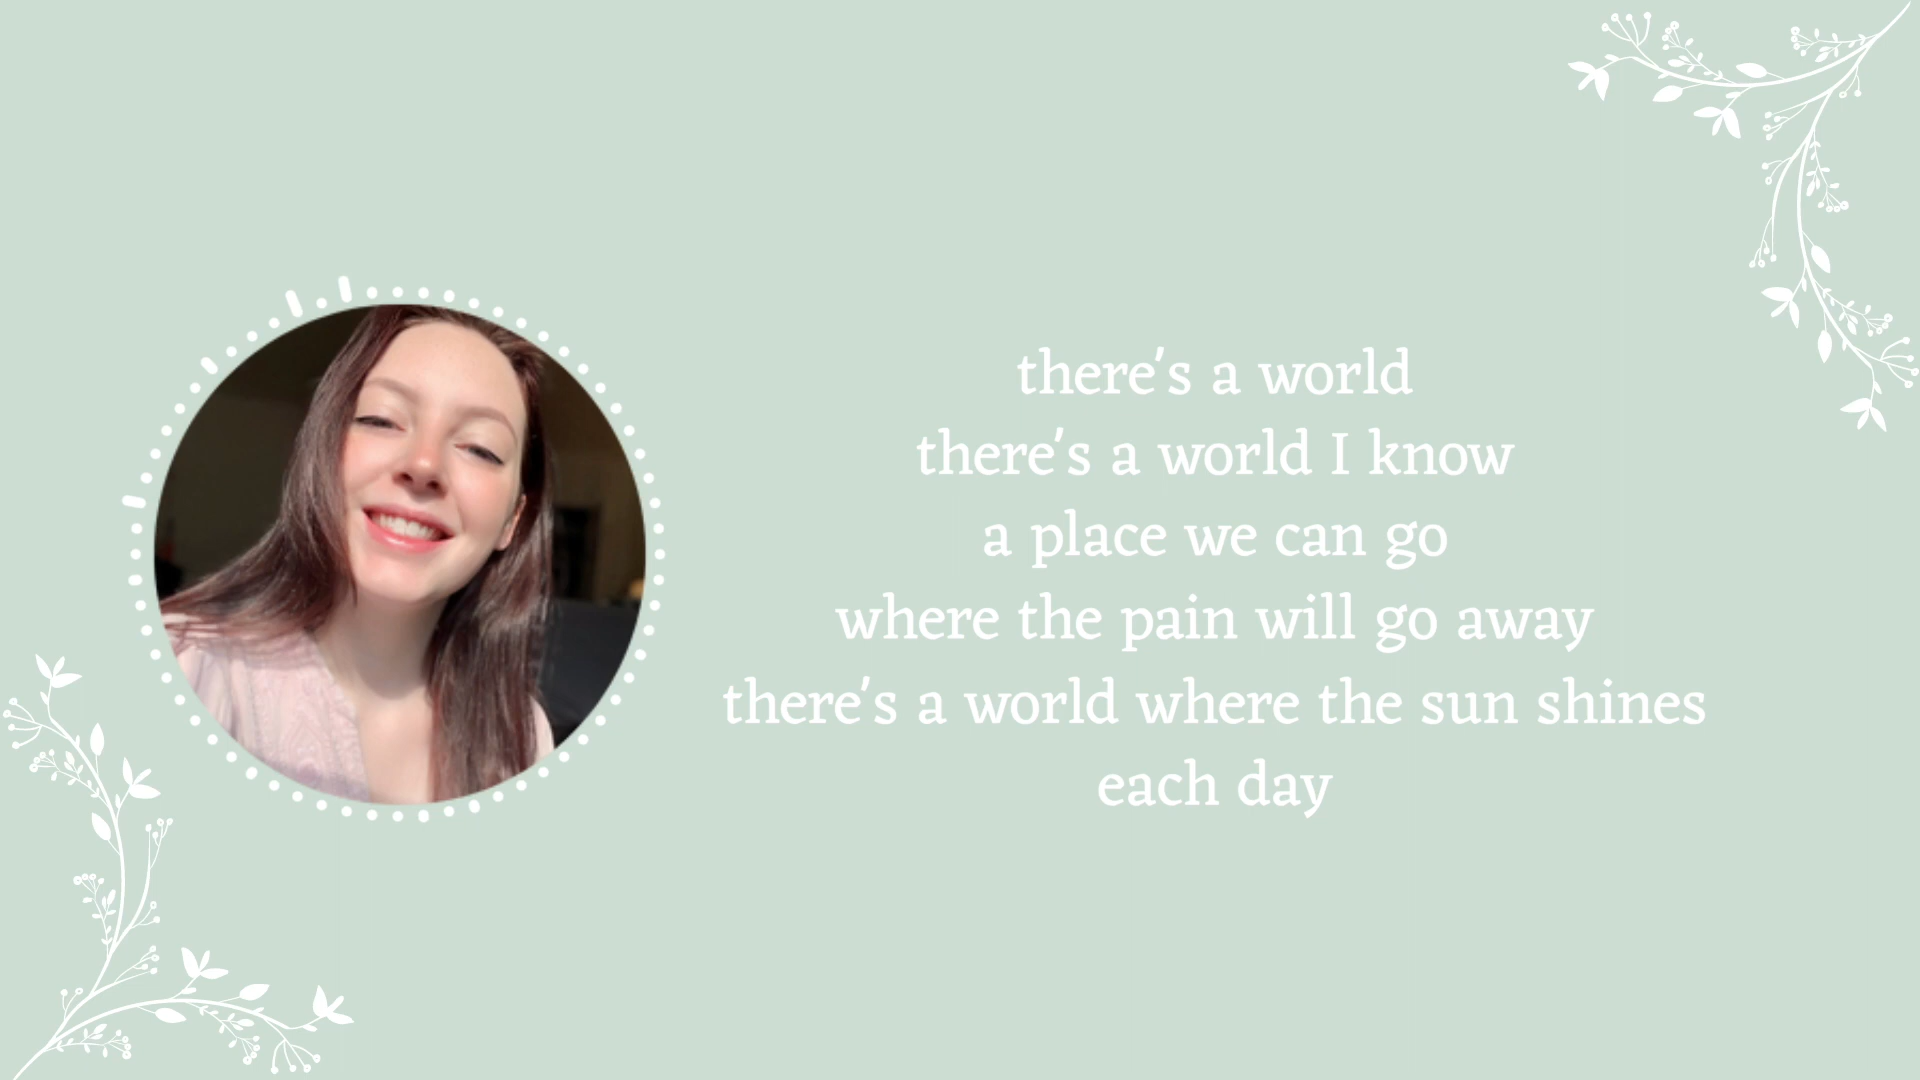 there's a world
there's a world I know
a place we can go
where the pain will go away
there's a world where the sun shines
each day